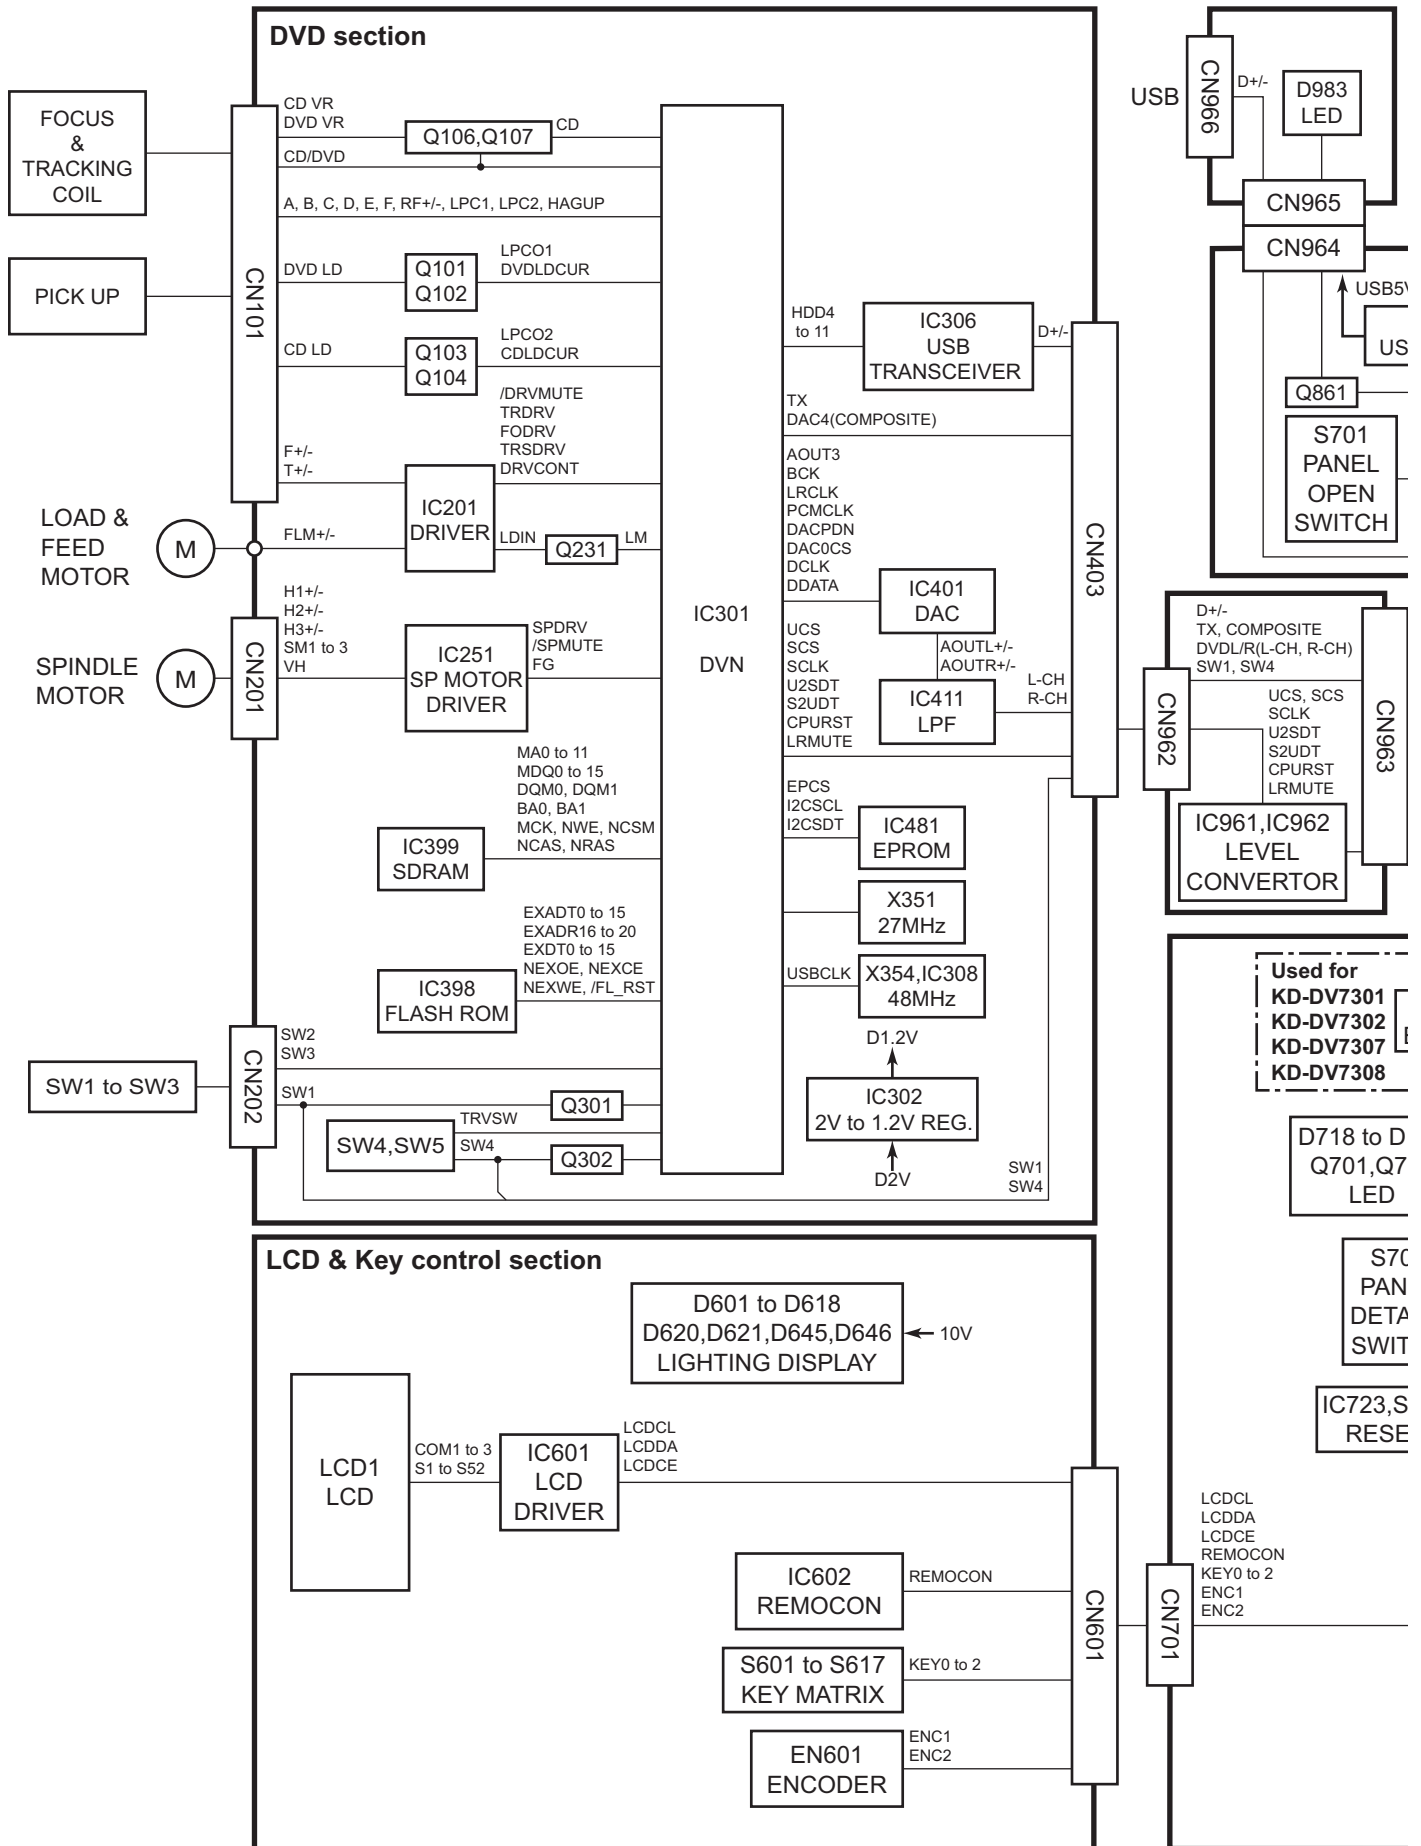 DVD section
FOCUS
&
TRACKING
COIL
PICK UP
LOAD &
FEED
MOTOR
M
SPINDLE
MOTOR
M
SW1 to SW3
CN101
CN201
CN202
CD VR
DVD VR
Q106,Q107
CD
CD/DVD
A, B, C, D, E, F, RF+/-, LPC1, LPC2, HAGUP
DVD LD
Q101
Q102
LPCO1
DVDLDCUR
CD LD
Q103
Q104
LPCO2
CDLDCUR
/DRVMUTE
TRDRV
FODRV
TRSDRV
DRVCONT
F+/-
T+/-
IC201
DRIVER
FLM+/-
LDIN
Q231
LM
H1+/-
H2+/-
H3+/-
SM1 to 3
VH
IC251
SP MOTOR
DRIVER
SPDRV
/SPMUTE
FG
MA0 to 11
MDQ0 to 15
DQM0, DQM1
BA0, BA1
MCK, NWE, NCSM
NCAS, NRAS
IC399
SDRAM
EXADT0 to 15
EXADR16 to 20
EXDT0 to 15
NEXOE, NEXCE
NEXWE, /FL_RST
IC398
FLASH ROM
SW2
SW3
SW1
Q301
TRVSW
SW4,SW5
SW4
Q302
IC301
DVN
HDD4
to 11
IC306
USB
TRANSCEIVER
D+/-
TX
DAC4(COMPOSITE)
AOUT3
BCK
LRCLK
PCMCLK
DACPDN
DAC0CS
DCLK
DDATA
IC401
DAC
AOUTL+/-
AOUTR+/-
IC411
LPF
L-CH
R-CH
UCS
SCS
SCLK
U2SDT
S2UDT
CPURST
LRMUTE
EPCS
I2CSCL
I2CSDT
IC481
EPROM
X351
27MHz
USBCLK
X354,IC308
48MHz
D1.2V
IC302
2V to 1.2V REG.
D2V
SW1
SW4
CN403
USB
CN966
D+/-
D983
LED
CN965
CN964
USB5V
US
Q861
S701
PANEL
OPEN
SWITCH
CN962
D+/-
TX, COMPOSITE
DVDL/R(L-CH, R-CH)
SW1, SW4
UCS, SCS
SCLK
U2SDT
S2UDT
CPURST
LRMUTE
IC961,IC962
LEVEL
CONVERTOR
CN963
Used for
KD-DV7301
KD-DV7302
KD-DV7307
KD-DV7308
D718 to D
Q701,Q7
LED
S70
PAN
DETA
SWIT
IC723,S
RESE
LCD & Key control section
D601 to D618
D620,D621,D645,D646
LIGHTING DISPLAY
10V
LCD1
LCD
COM1 to 3
S1 to S52
IC601
LCD
DRIVER
LCDCL
LCDDA
LCDCE
IC602
REMOCON
REMOCON
S601 to S617
KEY MATRIX
KEY0 to 2
EN601
ENCODER
ENC1
ENC2
CN601
CN701
LCDCL
LCDDA
LCDCE
REMOCON
KEY0 to 2
ENC1
ENC2